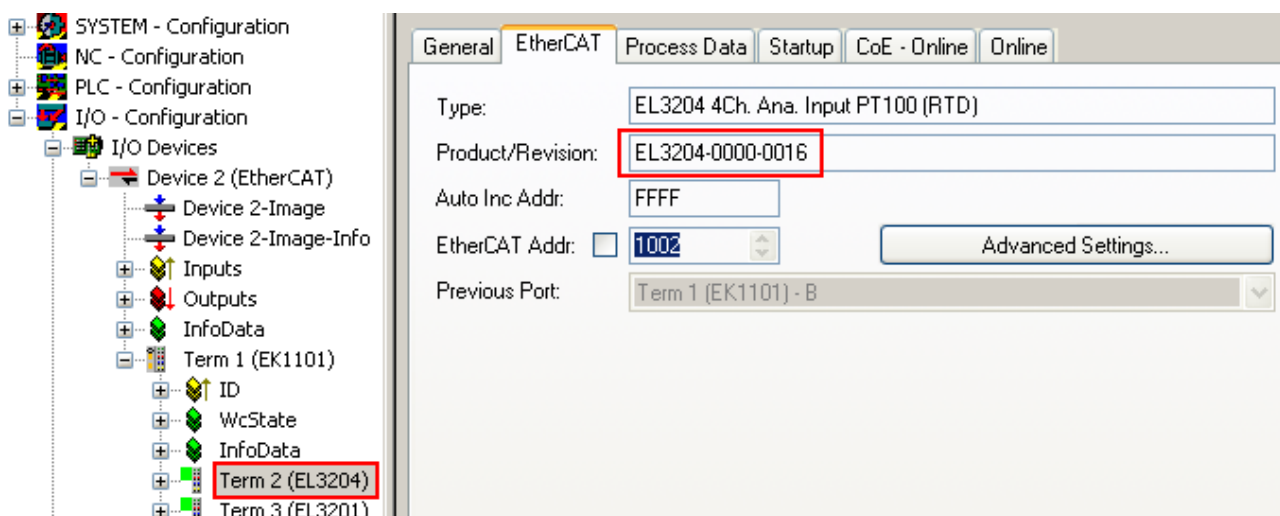 SYSTEM - Configuration
NC - Configuration
PLC - Configuration
I/O - Configuration
I/O Devices
Device 2 (EtherCAT)
Device 2-Image
Device 2-Image-Info
Inputs
Outputs
InfoData
Term 1 (EK1101)
ID
WcState
InfoData
Term 2 (EL3204)
Term 3 (EL3201)
General EtherCAT Process Data Startup CoE - Online Online
Type: EL3204 4Ch. Ana. Input PT100 (RTD)
Product/Revision: EL3204-0000-0016
Auto Inc Addr: FFFF
EtherCAT Addr: 1002 Advanced Settings...
Previous Port: Term 1 (EK1101) - B